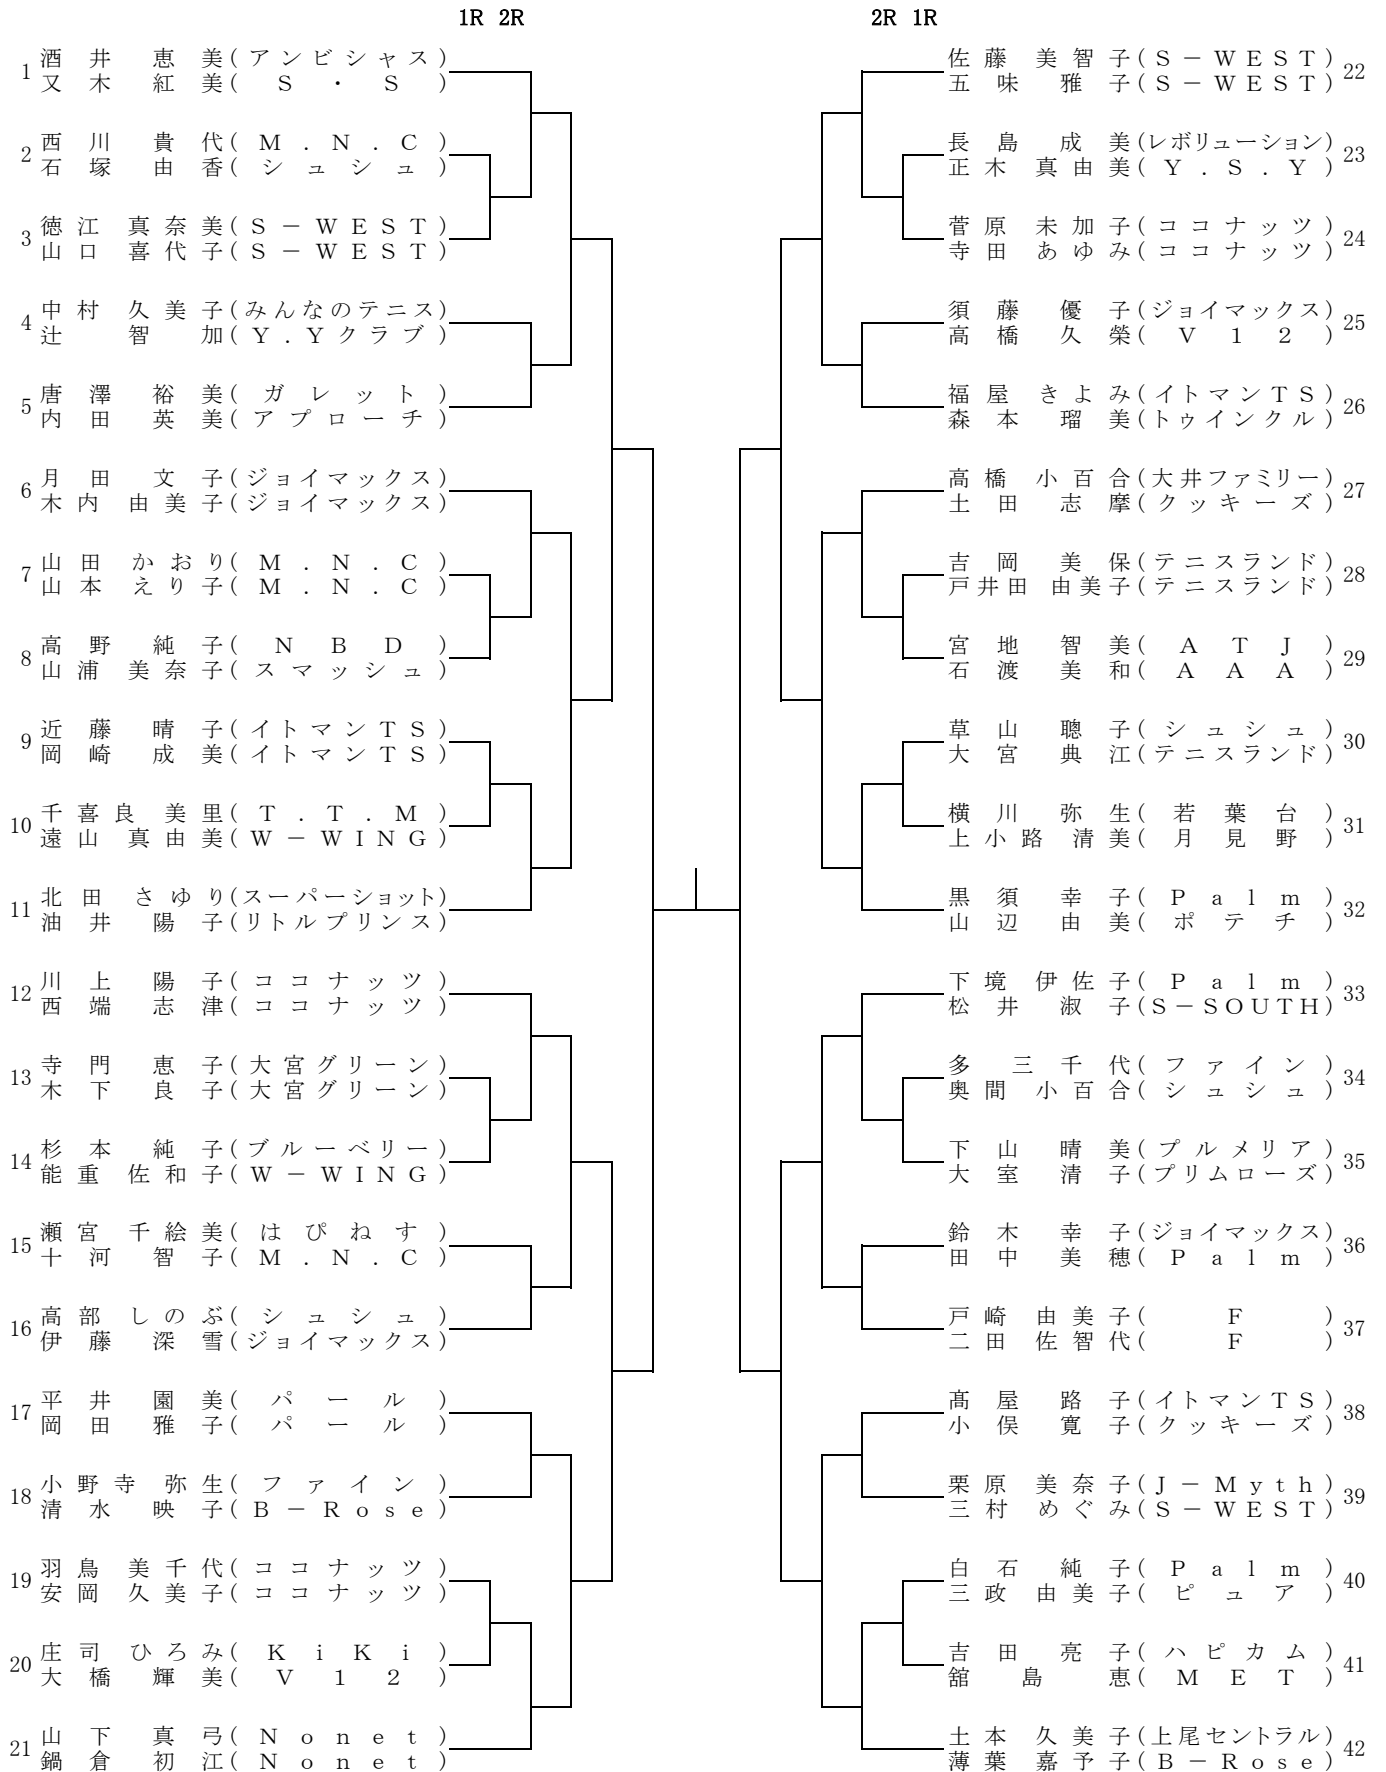 1R 2R
1 酒井 恵美(アンビシャス)
又木 紅美(S・S)
2 西川 貴代(M.N.C)
石塚 由香(シュシュ)
3 徳江 真奈美(S－WEST)
山口 喜代子(S－WEST)
4 中村 久美子(みんなのテニス)
辻 智加(Y.Yクラブ)
5 唐澤 裕美(ガレット)
内田 英美(アプローチ)
6 月田 文子(ジョイマックス)
木内 由美子(ジョイマックス)
7 山田 かおり(M.N.C)
山本 えり子(M.N.C)
8 高野 純子(NBD)
山浦 美奈子(スマッシュ)
9 近藤 晴子(イトマンTS)
岡崎 成美(イトマンTS)
10 千喜良 美里(T.T.M)
遠山 真由美(W－WING)
11 北田 さゆり(スーパーショット)
油井 陽子(リトルプリンス)
12 川上 陽子(ココナッツ)
西端 志津(ココナッツ)
13 寺門 恵子(大宮グリーン)
木下 良子(大宮グリーン)
14 杉本 純子(ブルーベリー)
能重 佐和子(W－WING)
15 瀬宮 千絵美(はぴねす)
十河 智子(M.N.C)
16 高部 しのぶ(シュシュ)
伊藤 深雪(ジョイマックス)
17 平井 園美(パール)
岡田 雅子(パール)
18 小野寺 弥生(ファイン)
清水 映子(B－Rose)
19 羽鳥 美千代(ココナッツ)
安岡 久美子(ココナッツ)
20 庄司 ひろみ(KiKi)
大橋 輝美(V12)
21 山下 真弓(Nonet)
鍋倉 初江(Nonet)
2R 1R
佐藤 美智子(S－WEST) 22
五味 雅子(S－WEST)
長島 成美(レボリューション) 23
正木 真由美(Y.S.Y)
菅原 未加子(ココナッツ) 24
寺田 あゆみ(ココナッツ)
須藤 優子(ジョイマックス) 25
高橋 久榮(V12)
福屋 きよみ(イトマンTS) 26
森本 瑠美(トゥインクル)
高橋 小百合(大井ファミリー) 27
土田 志摩(クッキーズ)
吉岡 美保(テニスランド) 28
戸井田 由美子(テニスランド)
宮地 智美(ATJ) 29
石渡 美和(AAA)
草山 聰子(シュシュ) 30
大宮 典江(テニスランド)
横川 弥生(若葉台) 31
上小路 清美(月見野)
黒須 幸子(Palm) 32
山辺 由美(ポテチ)
下境 伊佐子(Palm) 33
松井 淑子(S－SOUTH)
多 三千代(ファイン) 34
奥間 小百合(シュシュ)
下山 晴美(プルメリア) 35
大室 清子(プリムローズ)
鈴木 幸子(ジョイマックス) 36
田中 美穂(Palm)
戸崎 由美子(F) 37
二田 佐智代(F)
髙屋 路子(イトマンTS) 38
小俣 寛子(クッキーズ)
栗原 美奈子(J－Myth) 39
三村 めぐみ(S－WEST)
白石 純子(Palm) 40
三政 由美子(ピュア)
吉田 亮子(ハピカム) 41
舘島 恵(MET)
土本 久美子(上尾セントラル) 42
薄葉 嘉予子(B－Rose)